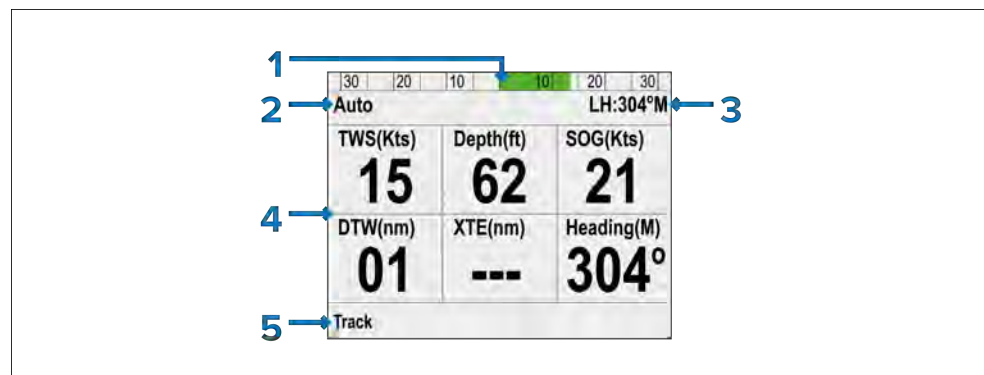 1
30 20 10 10 20 30
2 Auto LH:304°M 3
TWS(Kts) Depth(ft) SOG(Kts)
15 62 21
4
DTW(nm) XTE(nm) Heading(M)
01 --- 304°
5 Track